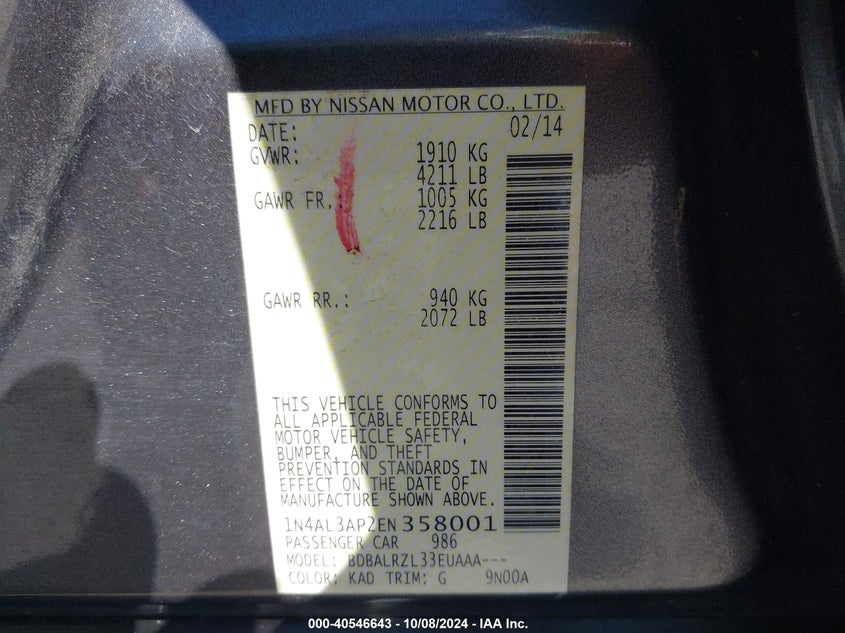 MFD BY NISSAN MOTOR CO., LTD.
DATE: 02/14
GVWR: 1910 KG
4211 LB
GAWR FR.: 1005 KG
2216 LB
GAWR RR.: 940 KG
2072 LB
THIS VEHICLE CONFORMS TO
ALL APPLICABLE FEDERAL
MOTOR VEHICLE SAFETY,
BUMPER, AND THEFT
PREVENTION STANDARDS IN
EFFECT ON THE DATE OF
MANUFACTURE SHOWN ABOVE.
1N4AL3AP2EN358001
PASSENGER CAR 986
MODEL: BDBALRZL33EUAAA---
COLOR: KAD TRIM: G 9N00A
000-40546643 - 10/08/2024 - IAA Inc.